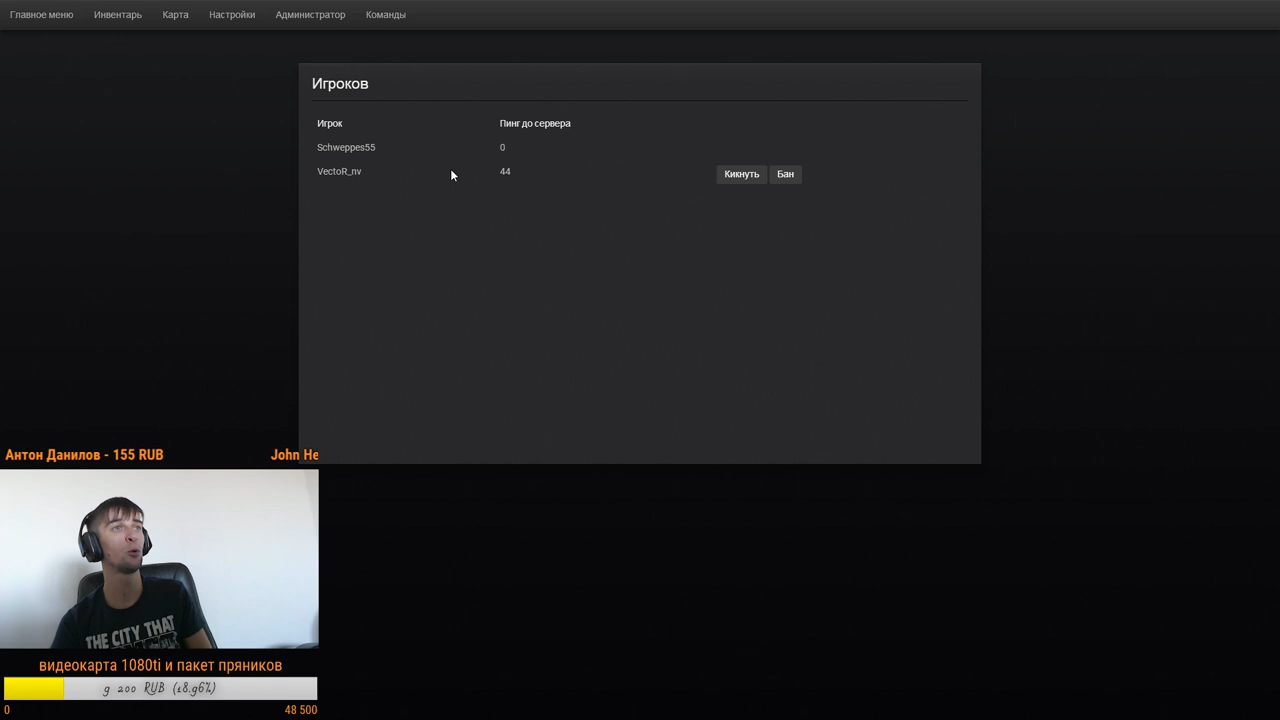 Главное меню Инвентарь Карта Настройки Администратор Команды
Игроков
Игрок Пинг до сервера
Schweppes55 0
VectoR_nv 44 Кикнуть Бан
Антон Данилов - 155 RUB John He
THE CITY THAT
видеокарта 1080ti и пакет пряников
9 200 RUB (18.96%)
0 48 500